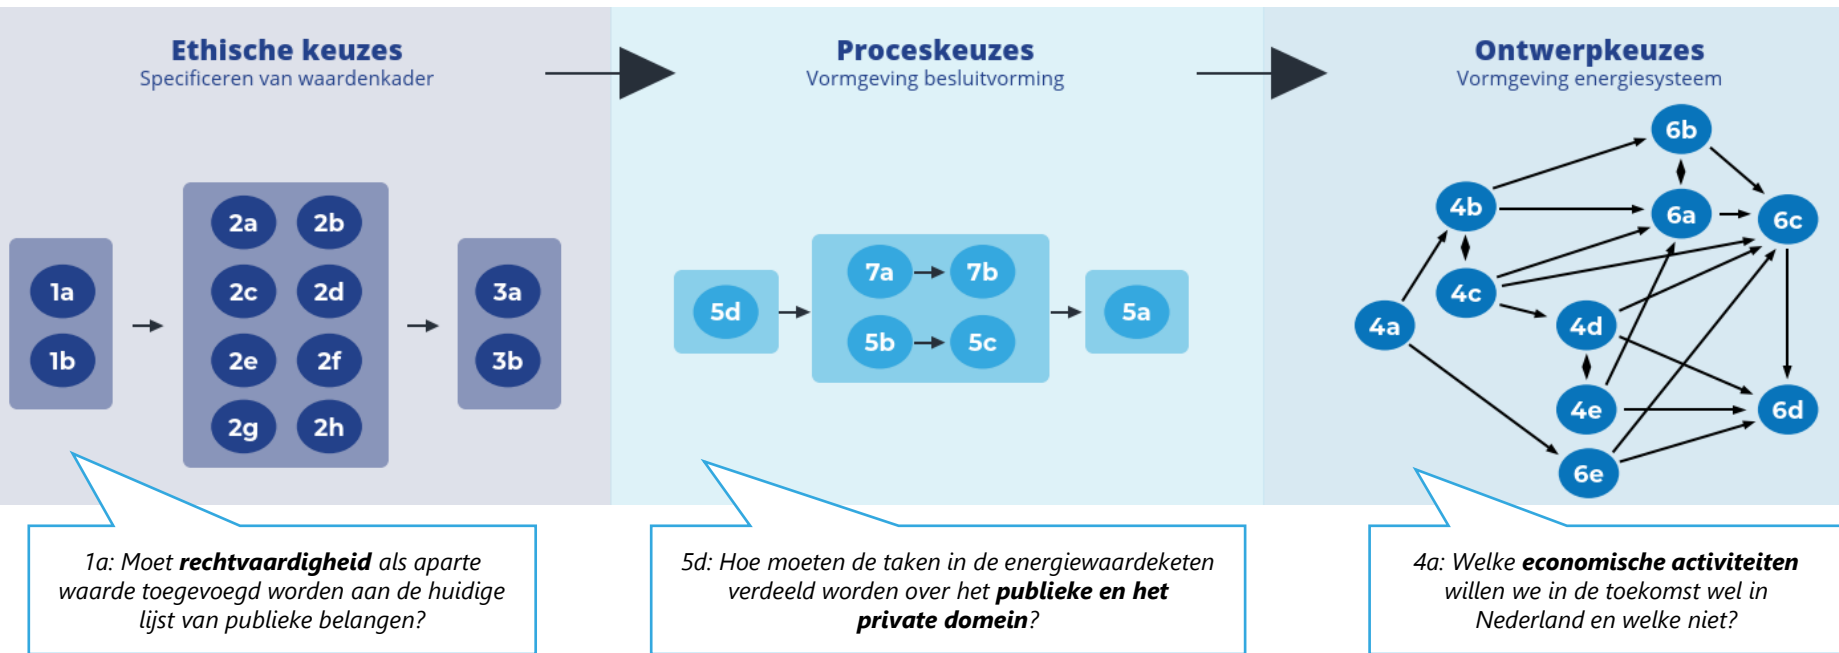 Ethische keuzes
Specificeren van waardenkader
1a
1b
2a 2b
2c 2d
2e 2f
2g 2h
3a
3b
Proceskeuzes
Vormgeving besluitvorming
5d
7a 7b
5b 5c
5a
Ontwerpkeuzes
Vormgeving energiesysteem
6b
4b
6a
6c
4c
4a
4d
4e
6d
6e
1a: Moet rechtvaardigheid als aparte
waarde toegevoegd worden aan de huidige
lijst van publieke belangen?
5d: Hoe moeten de taken in de energiewaardeketen
verdeeld worden over het publieke en het
private domein?
4a: Welke economische activiteiten
willen we in de toekomst wel in
Nederland en welke niet?